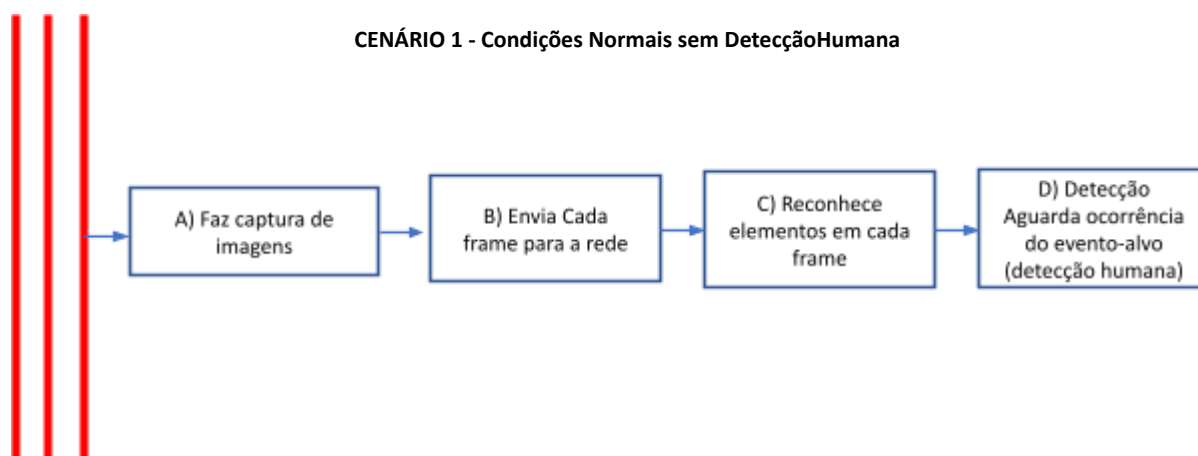 CENÁRIO 1 - Condições Normais sem DetecçãoHumana
A) Faz captura de
imagens
B) Envia Cada
frame para a rede
C) Reconhece
elementos em cada
frame
D) Detecção
Aguarda ocorrência
do evento-alvo
(detecção humana)